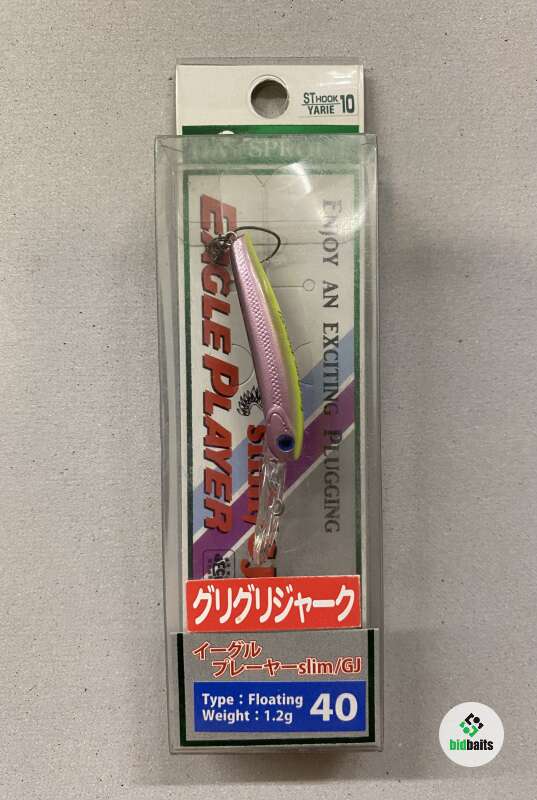 ST HOOK 10
YARIE
ENJOY AN EXCITING PLUGGING
EAGLE PLAYER
グリグリジャーク
イーグル
プレーヤーslim/GJ
Type：Floating
Weight：1.2g
40
bidbaits